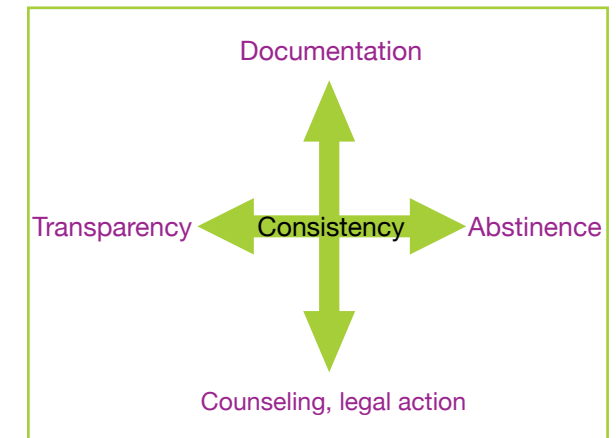 Documentation
Transparency
Consistency
Abstinence
Counseling, legal action